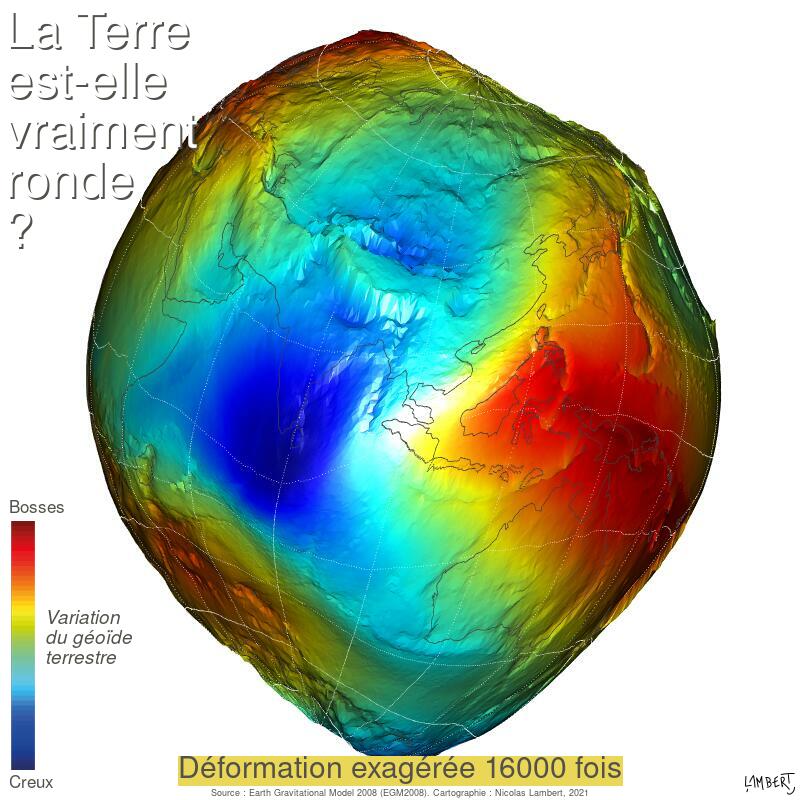 La Terre
est-elle
vraiment
ronde
?
Bosses
Variation
du géoïde
terrestre
Creux
Déformation exagérée 16000 fois
Source : Earth Gravitational Model 2008 (EGM2008). Cartographie : Nicolas Lambert, 2021
LAMBERT